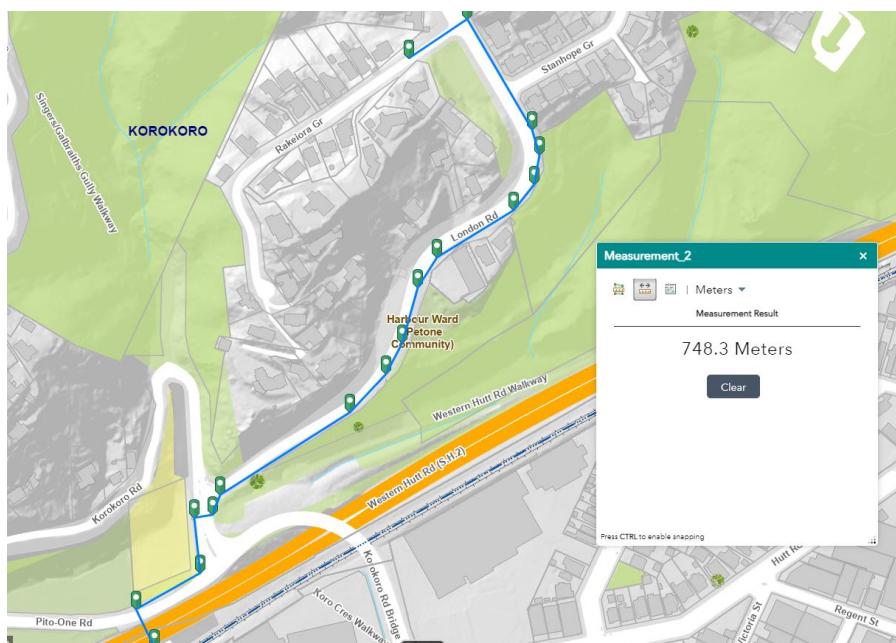 Stanhope Gr
KOROKORO
Rakeiora Gr
Singers/Galbraiths Gully Walkway
London Rd
Measurement_2
Meters
Measurement Result
748.3 Meters
Clear
Press CTRL to enable snapping
Harbour Ward
(Petone
Community)
Western Hutt Rd Walkway
Western Hutt Rd (S.H.2)
Korokoro Rd
Korokoro Rd Bridge
Pito-One Rd
Koro Cres Walkway
Hutt Rd
Victoria St
Regent St